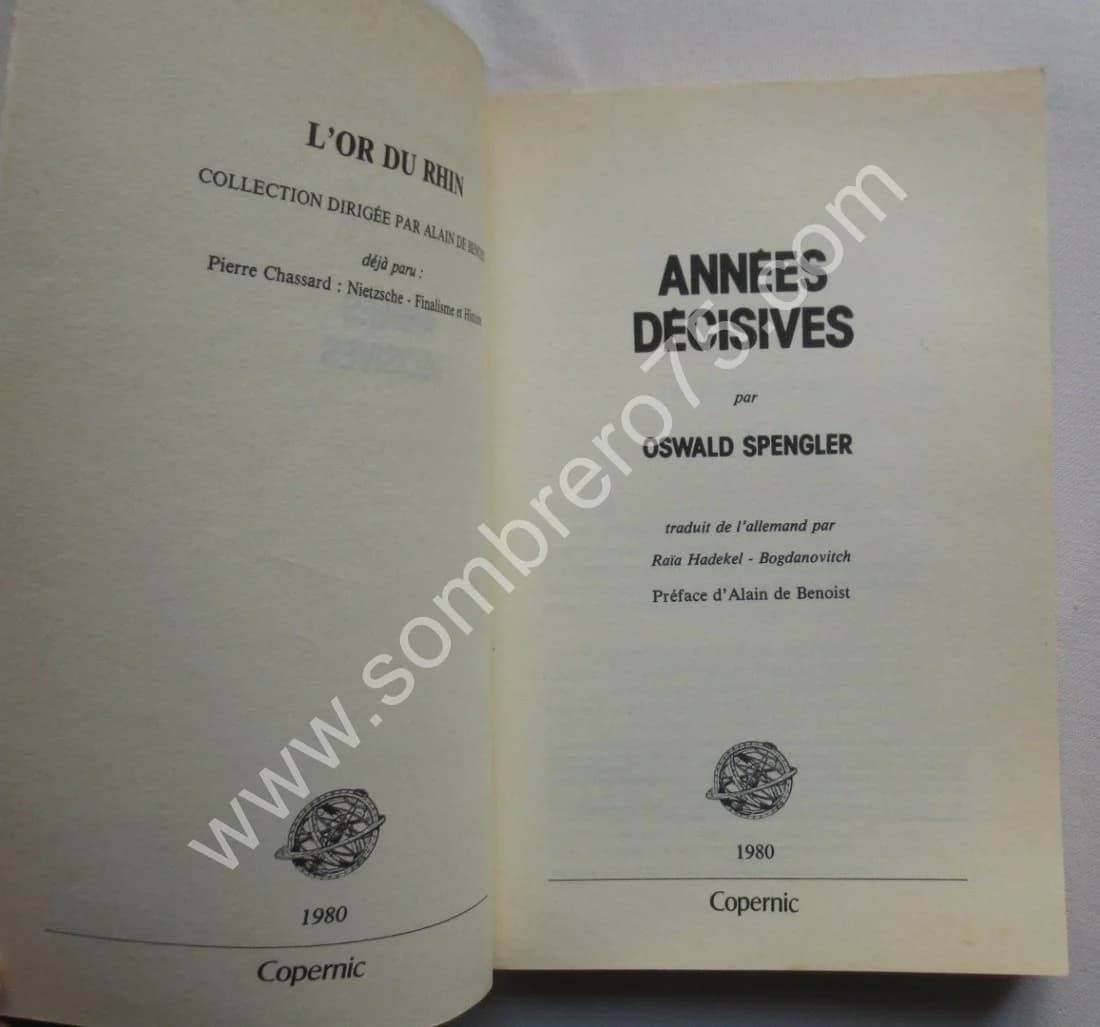 L'OR DU RHIN
COLLECTION DIRIGÉE PAR ALAIN DE BENOIST
déjà paru :
Pierre Chassard : Nietzsche - Finalisme et Histoire
1980
Copernic
ANNÉES
DÉCISIVES
par
OSWALD SPENGLER
traduit de l'allemand par
Raïa Hadekel - Bogdanovitch
Préface d'Alain de Benoist
1980
Copernic
www.sombrero75.com